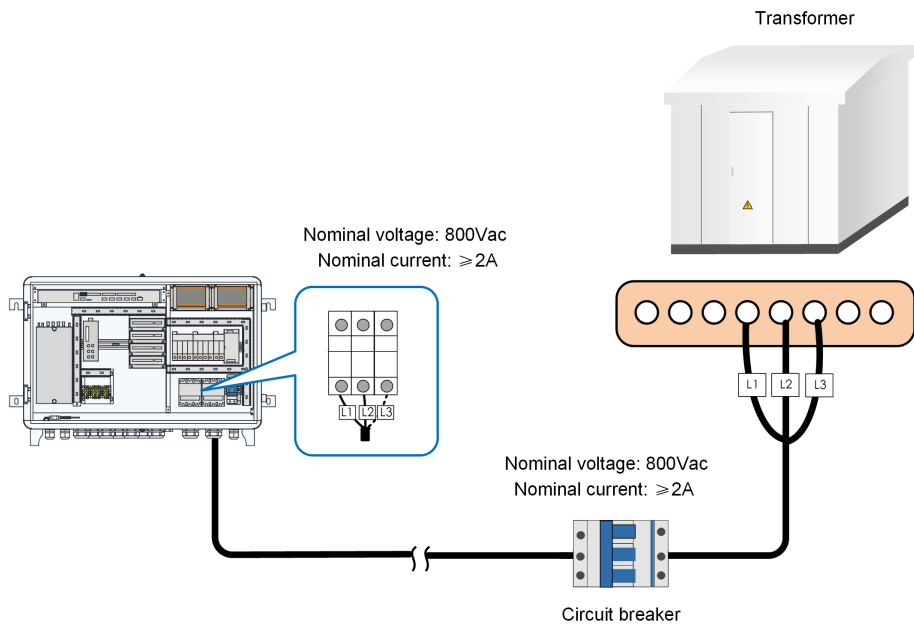 Transformer
Nominal voltage: 800Vac
Nominal current: ≥2A
L1 L2 L3
L1 L2 L3
Nominal voltage: 800Vac
Nominal current: ≥2A
Circuit breaker